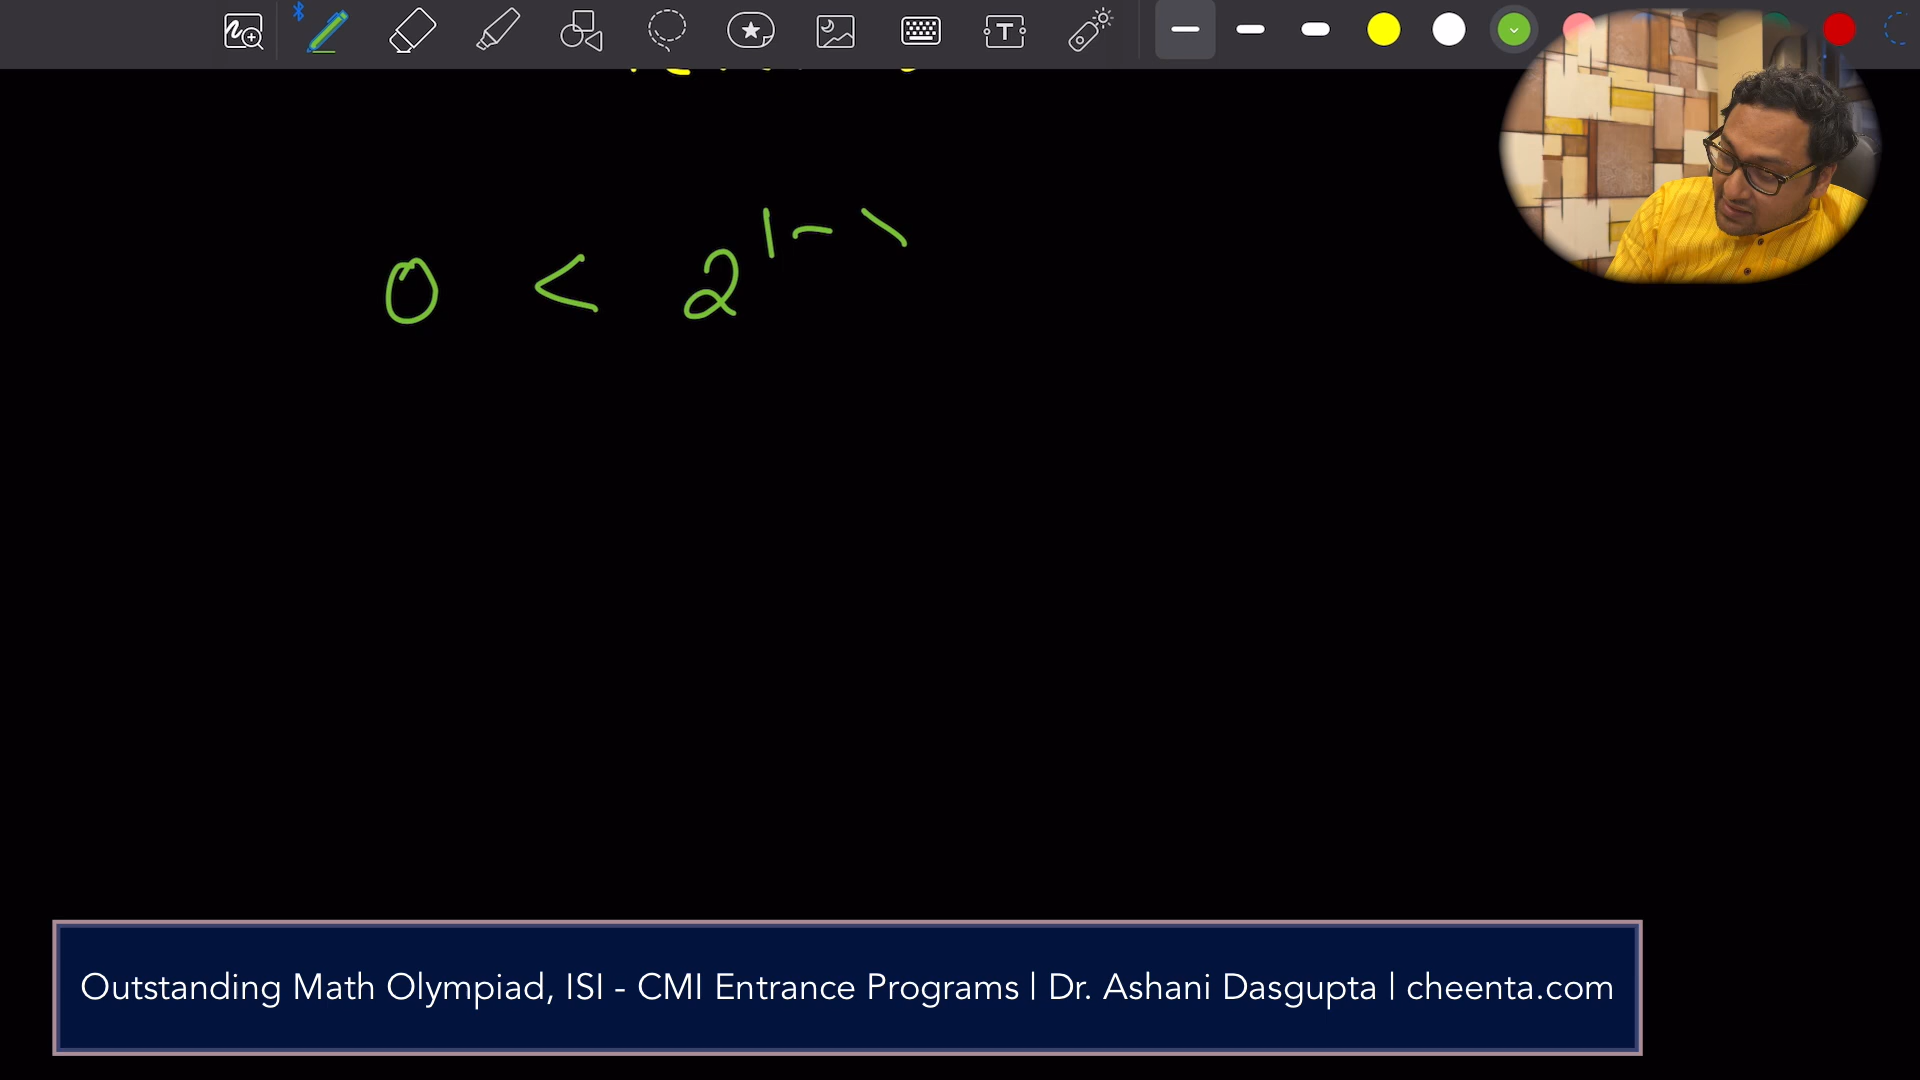 0 < 2^1-\
Outstanding Math Olympiad, ISI - CMI Entrance Programs | Dr. Ashani Dasgupta | cheenta.com